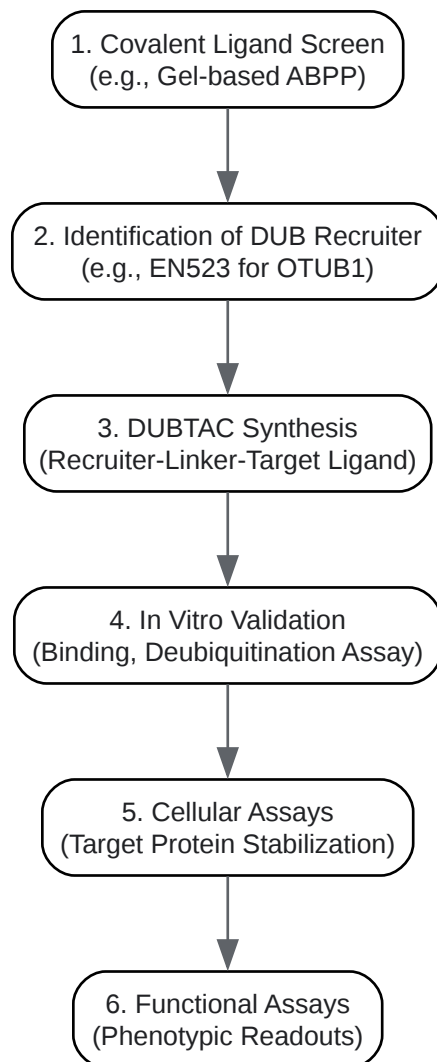 1. Covalent Ligand Screen
(e.g., Gel-based ABPP)
2. Identification of DUB Recruiter
(e.g., EN523 for OTUB1)
3. DUBTAC Synthesis
(Recruiter-Linker-Target Ligand)
4. In Vitro Validation
(Binding, Deubiquitination Assay)
5. Cellular Assays
(Target Protein Stabilization)
6. Functional Assays
(Phenotypic Readouts)